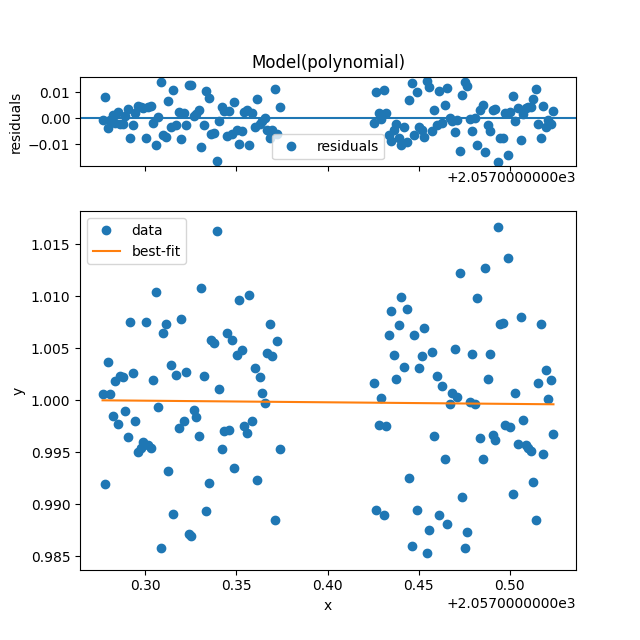 Model(polynomial)
residuals
0.01
0.00
−0.01
residuals
+2.0570000000e3
y
1.015
1.010
1.005
1.000
0.995
0.990
0.985
data
best-fit
0.30 0.35 0.40 0.45 0.50
x
+2.0570000000e3